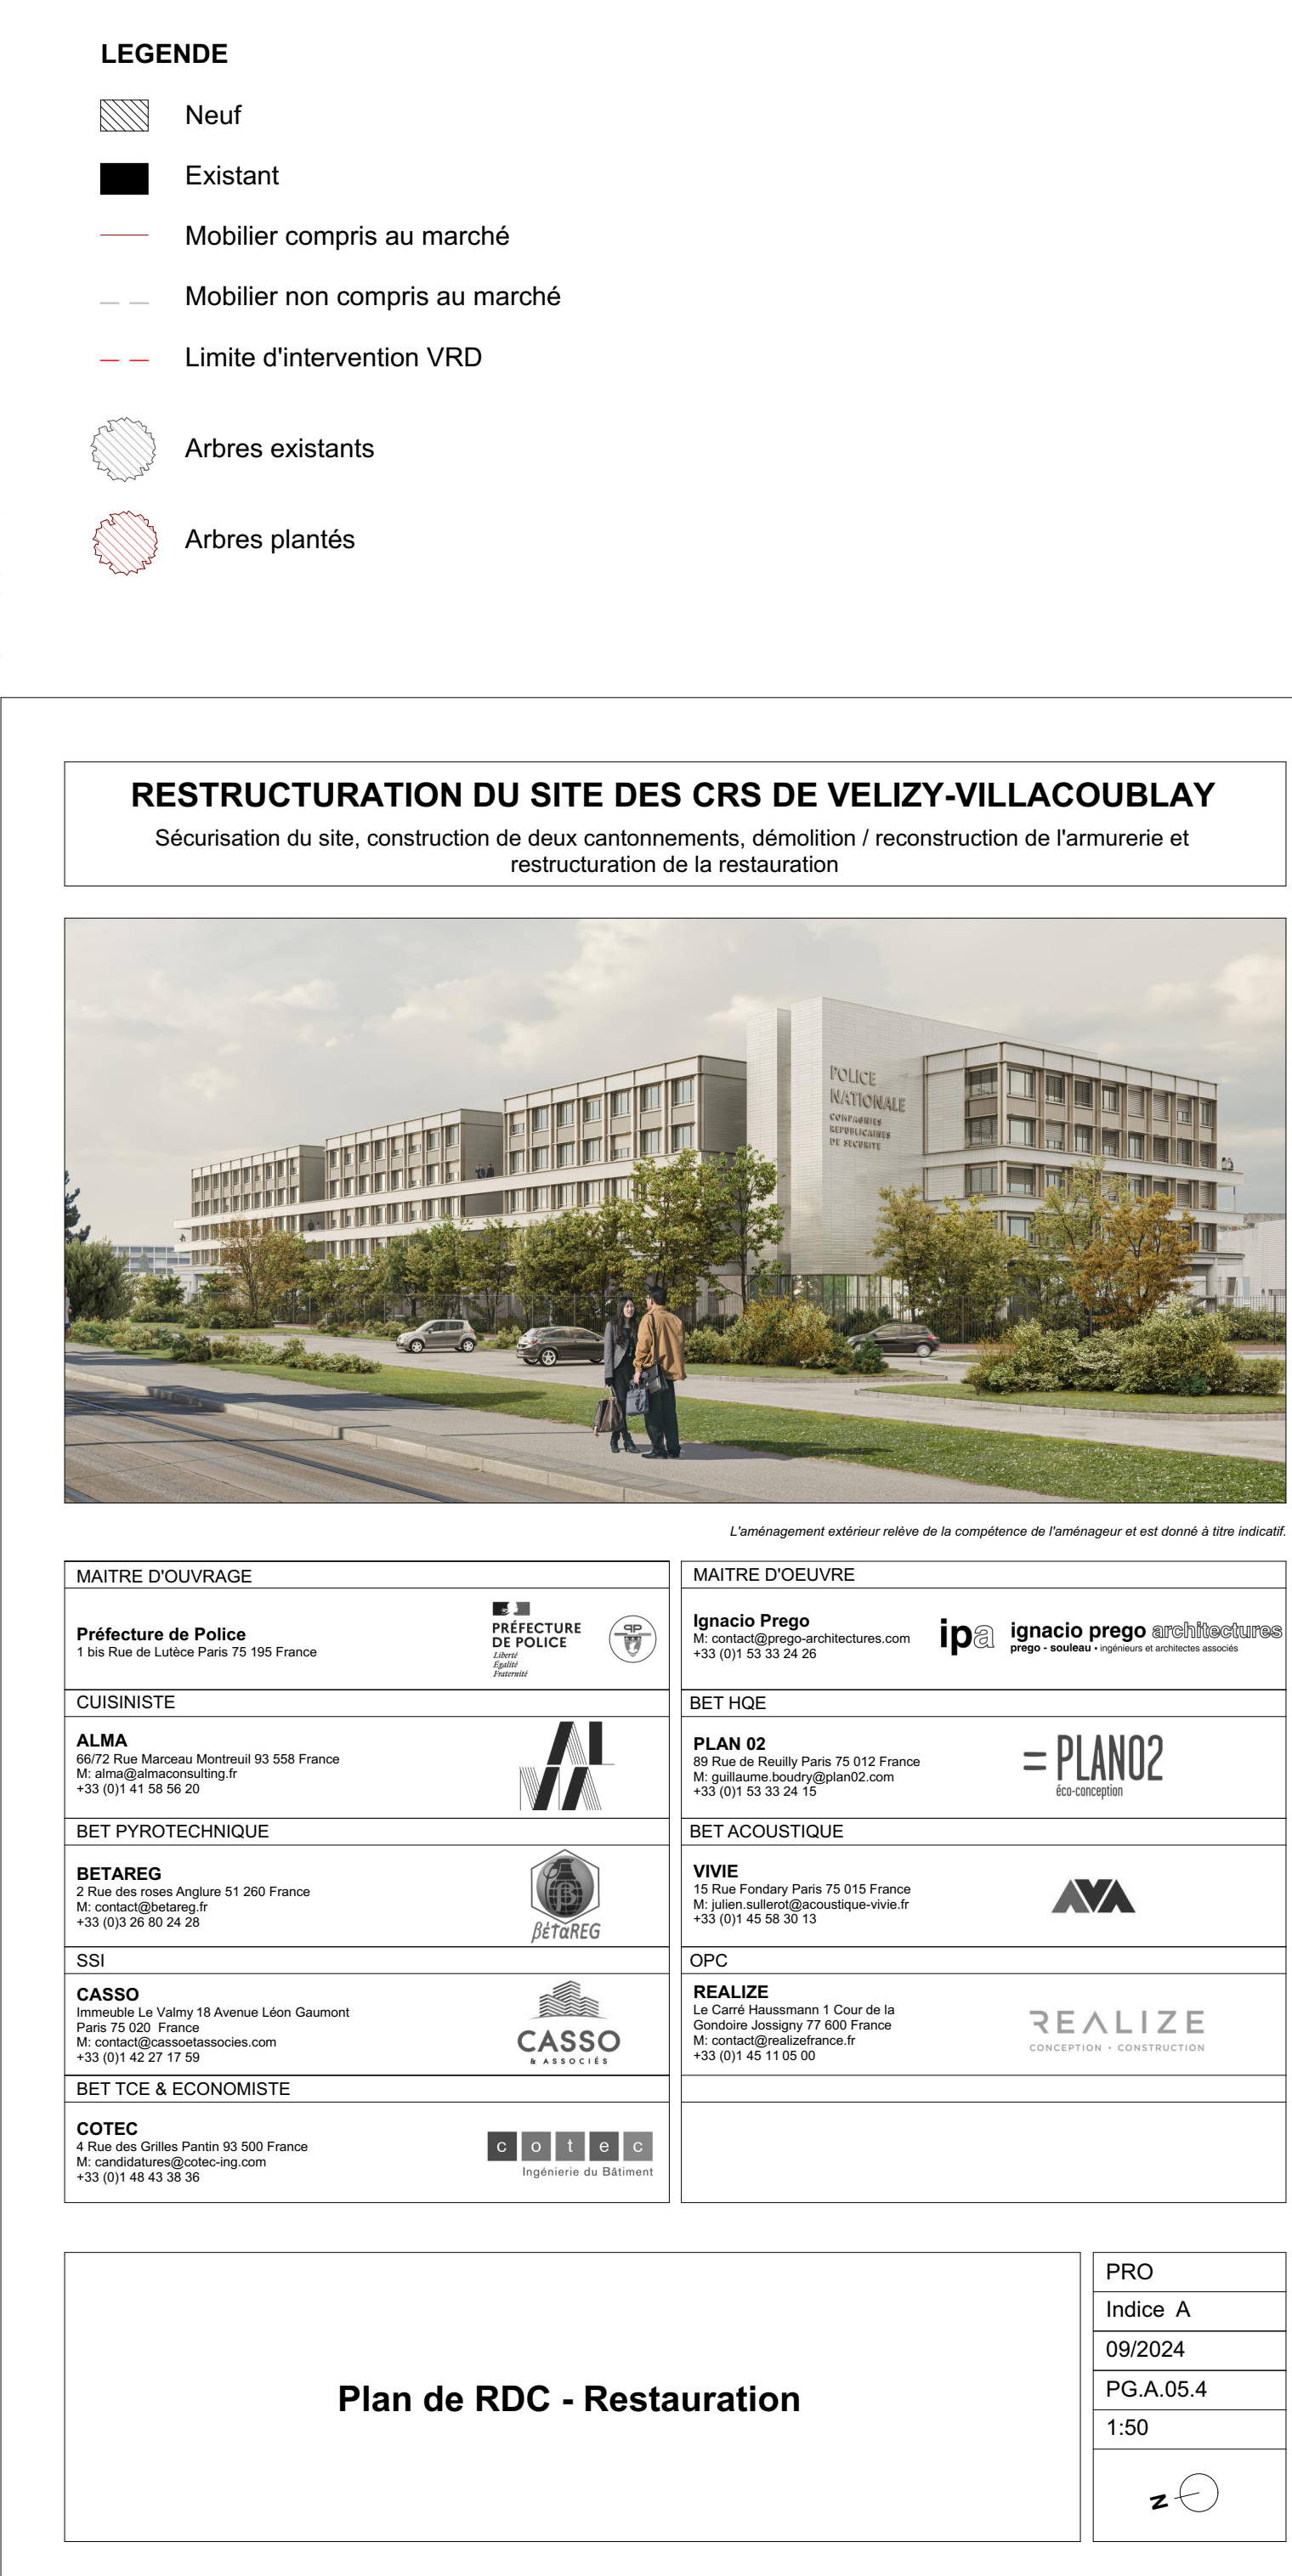 LEGENDE
Neuf
Existant
Mobilier compris au marché
Mobilier non compris au marché
Limite d'intervention VRD
Arbres existants
Arbres plantés
RESTRUCTURATION DU SITE DES CRS DE VELIZY-VILLACOUBLAY
Sécurisation du site, construction de deux cantonnements, démolition / reconstruction de l'armurerie et
restructuration de la restauration
POLICE
NATIONALE
COMPAGNIES
REPUBLICAINES
DE SECURITE
L'aménagement extérieur relève de la compétence de l'aménageur et est donné à titre indicatif.
MAITRE D'OUVRAGE
Préfecture de Police
1 bis Rue de Lutèce Paris 75 195 France
PRÉFECTURE
DE POLICE
Liberté
Égalité
Fraternité
PP
MAITRE D'OEUVRE
Ignacio Prego
M: contact@prego-architectures.com
+33 (0)1 53 33 24 26
ipa
ignacio prego architectures
prego - souleau • ingénieurs et architectes associés
CUISINISTE
ALMA
66/72 Rue Marceau Montreuil 93 558 France
M: alma@almaconsulting.fr
+33 (0)1 41 58 56 20
BET HQE
PLAN 02
89 Rue de Reuilly Paris 75 012 France
M: guillaume.boudry@plan02.com
+33 (0)1 53 33 24 15
= PLAN02
éco-conception
BET PYROTECHNIQUE
BETAREG
2 Rue des roses Anglure 51 260 France
M: contact@betareg.fr
+33 (0)3 26 80 24 28
β
βétαREG
BET ACOUSTIQUE
VIVIE
15 Rue Fondary Paris 75 015 France
M: julien.sullerot@acoustique-vivie.fr
+33 (0)1 45 58 30 13
SSI
CASSO
Immeuble Le Valmy 18 Avenue Léon Gaumont
Paris 75 020 France
M: contact@cassoetassocies.com
+33 (0)1 42 27 17 59
CASSO
& ASSOCIÉS
OPC
REALIZE
Le Carré Haussmann 1 Cour de la
Gondoire Jossigny 77 600 France
M: contact@realizefrance.fr
+33 (0)1 45 11 05 00
REALIZE
CONCEPTION • CONSTRUCTION
BET TCE & ECONOMISTE
COTEC
4 Rue des Grilles Pantin 93 500 France
M: candidatures@cotec-ing.com
+33 (0)1 48 43 38 36
cotec
Ingénierie du Bâtiment
Plan de RDC - Restauration
PRO
Indice A
09/2024
PG.A.05.4
1:50
N